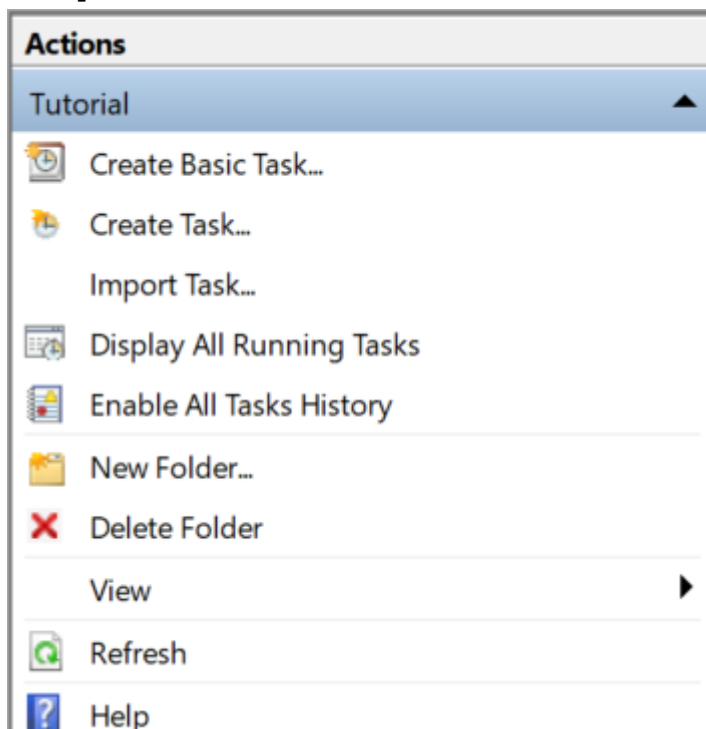 Actions
Tutorial
Create Basic Task...
Create Task...
Import Task...
Display All Running Tasks
Enable All Tasks History
New Folder...
Delete Folder
View
Refresh
Help